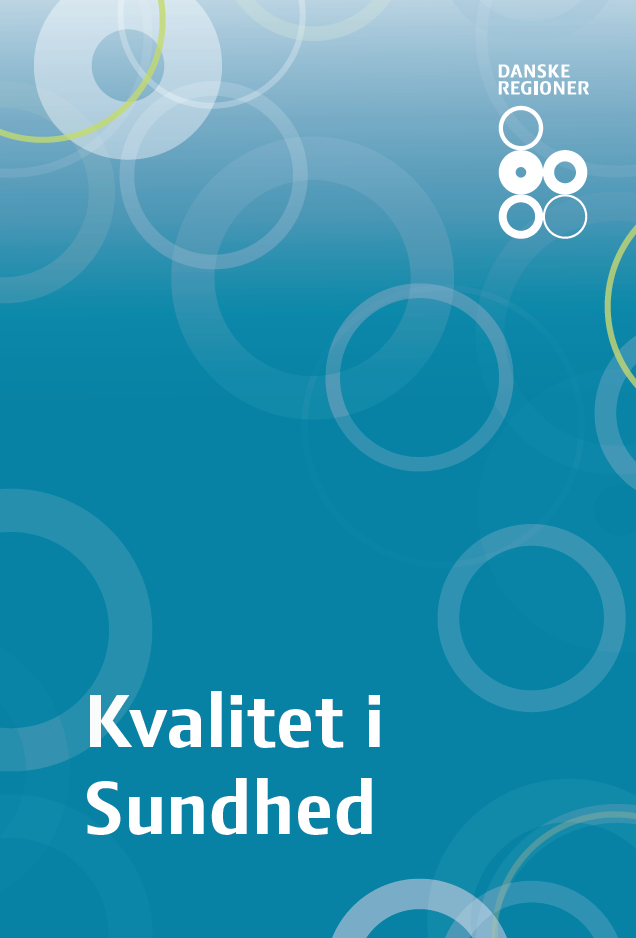 DANSKE
REGIONER
Kvalitet i
Sundhed